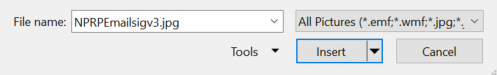 File name: NPRPEmailsigv3.jpg All Pictures (*.emf;*.wmf;*.jpg;*.
Tools Insert Cancel